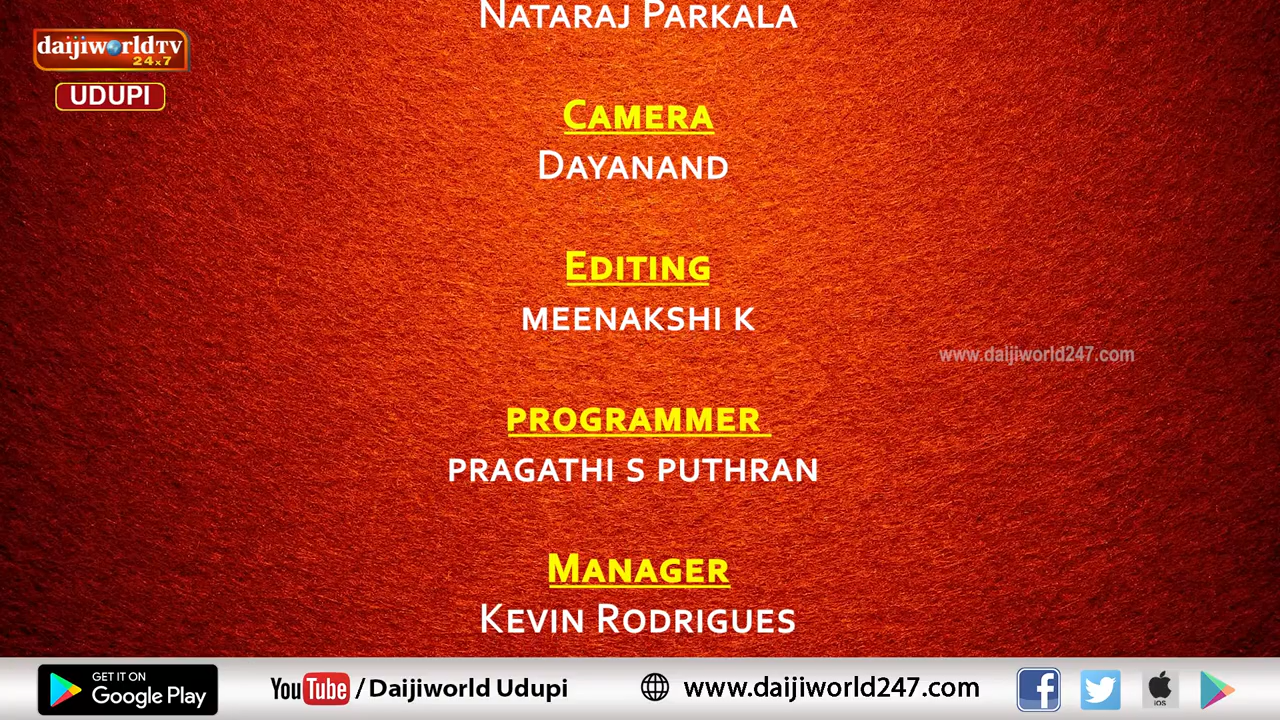 Nataraj Parkala
daijiworldTV
24x7
UDUPI
Camera
Dayanand
Editing
MEENAKSHI K
www.daijiworld247.com
PROGRAMMER
PRAGATHI S PUTHRAN
Manager
Kevin Rodrigues
GET IT ON
Google Play
YouTube /Daijiworld Udupi
www.daijiworld247.com
iOS